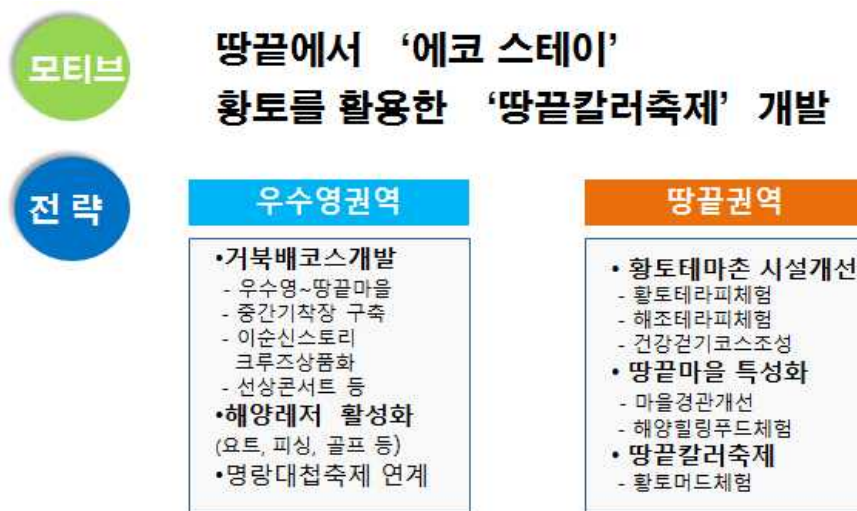 모티브
땅끝에서 ‘에코 스테이’
황토를 활용한 ‘땅끝칼러축제’ 개발
전 략
우수영권역
•거북배코스개발
- 우수영~땅끝마을
- 중간기착장 구축
- 이순신스토리
크루즈상품화
- 선상콘서트 등
•해양레저 활성화
(요트, 피싱, 골프 등)
•명랑대첩축제 연계
땅끝권역
• 황토테마촌 시설개선
- 황토테라피체험
- 해조테라피체험
- 건강걷기코스조성
• 땅끝마을 특성화
- 마을경관개선
- 해양힐링푸드체험
• 땅끝칼러축제
- 황토머드체험